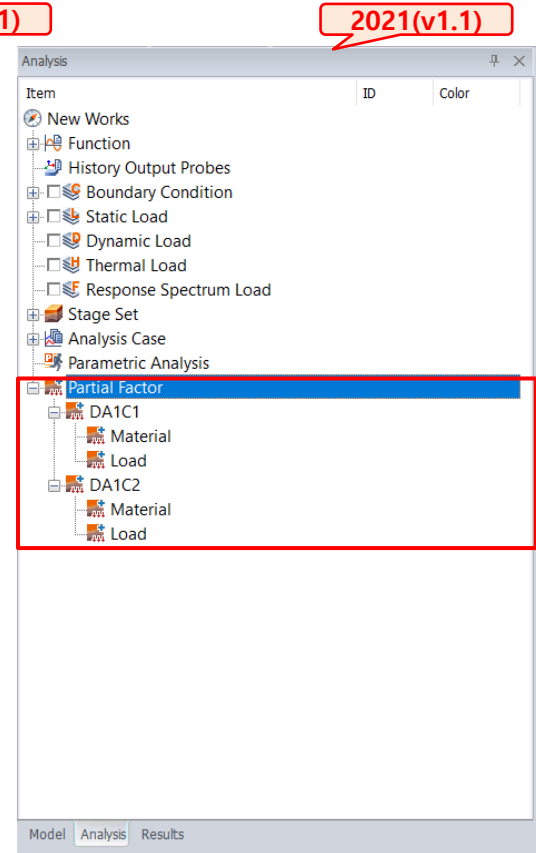 1)
2021(v1.1)
Analysis
Item ID Color
New Works
Function
History Output Probes
Boundary Condition
Static Load
Dynamic Load
Thermal Load
Response Spectrum Load
Stage Set
Analysis Case
Parametric Analysis
Partial Factor
DA1C1
Material
Load
DA1C2
Material
Load
Model Analysis Results